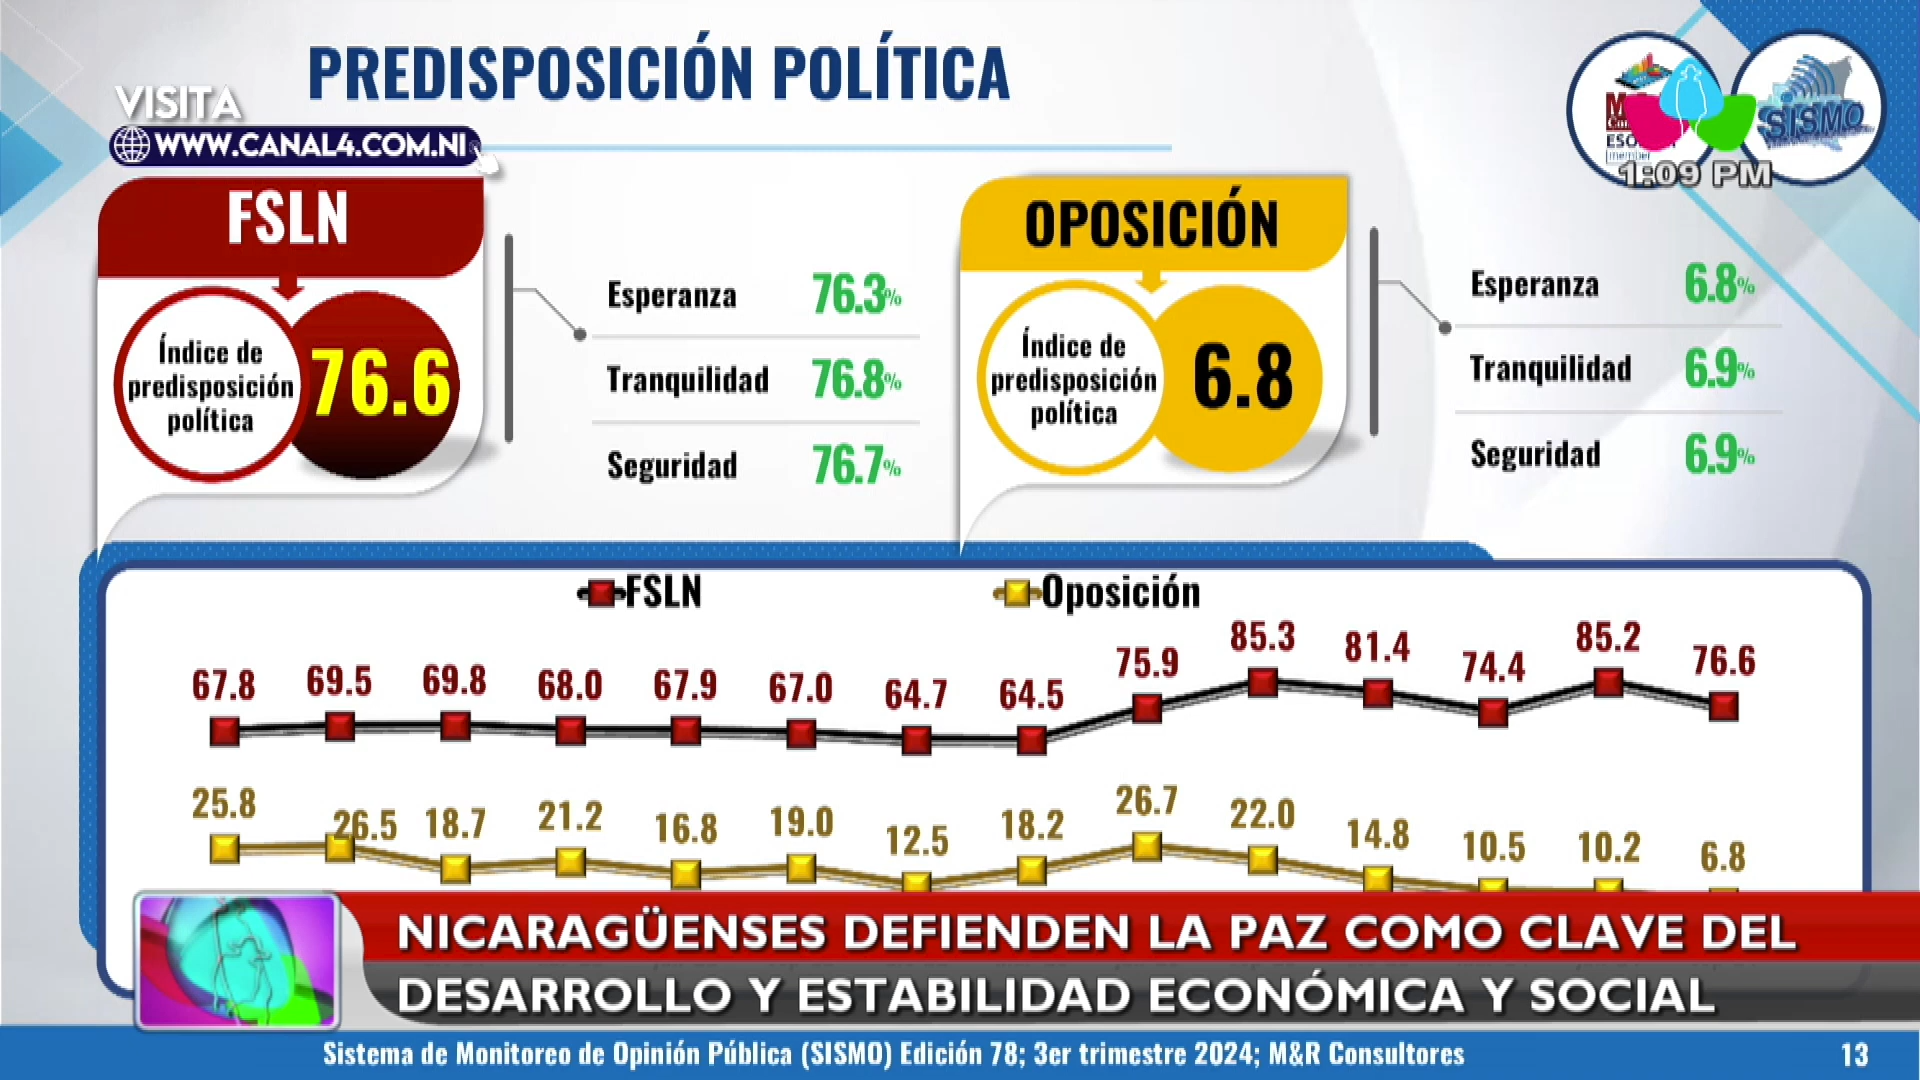 PREDISPOSICIÓN POLÍTICA
VISITA
WWW.CANAL4.COM.NI
SISMO
member
1:09 PM
FSLN
Índice de
predisposición
política
76.6
Esperanza 76.3%
Tranquilidad 76.8%
Seguridad 76.7%
OPOSICIÓN
Índice de
predisposición
política
6.8
Esperanza 6.8%
Tranquilidad 6.9%
Seguridad 6.9%
FSLN Oposición
67.8 69.5 69.8 68.0 67.9 67.0 64.7 64.5 75.9 85.3 81.4 74.4 85.2 76.6
25.8 26.5 18.7 21.2 16.8 19.0 12.5 18.2 26.7 22.0 14.8 10.5 10.2 6.8
NICARAGÜENSES DEFIENDEN LA PAZ COMO CLAVE DEL
DESARROLLO Y ESTABILIDAD ECONÓMICA Y SOCIAL
Sistema de Monitoreo de Opinión Pública (SISMO) Edición 78; 3er trimestre 2024; M&R Consultores
13